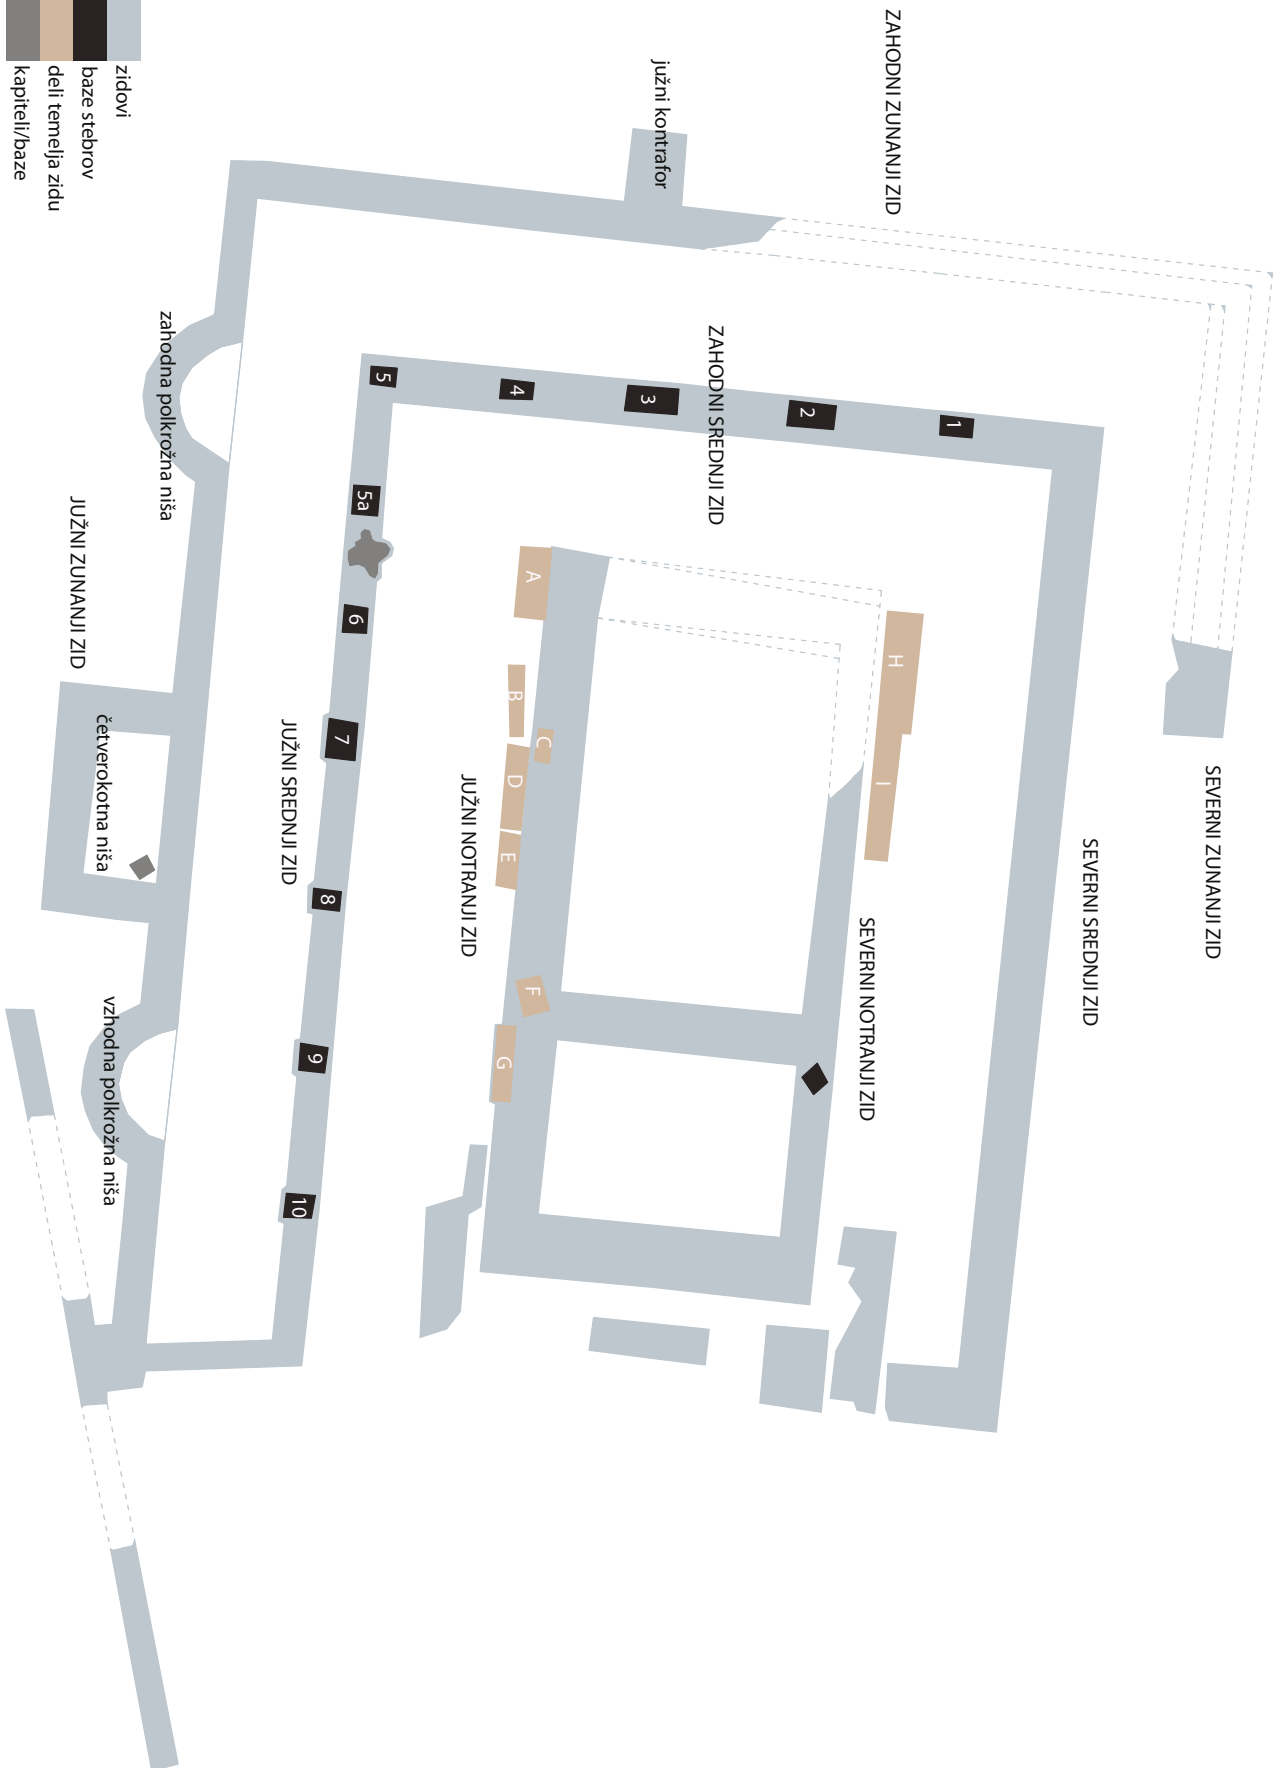 zidovi
baze stebrov
deli temelja zidu
kapiteli/baze
ZAHODNI ZUNANJI ZID
južni kontrafor
ZAHODNI SREDNJI ZID
zahodna polkrožna niša
JUŽNI ZUNANJI ZID
četverokotna niša
vzhodna polkrožna niša
JUŽNI SREDNJI ZID
JUŽNI NOTRANJI ZID
SEVERNI NOTRANJI ZID
SEVERNI SREDNJI ZID
SEVERNI ZUNANJI ZID
1
2
3
4
5
5a
6
7
8
9
10
A
B
C
D
E
F
G
H
I